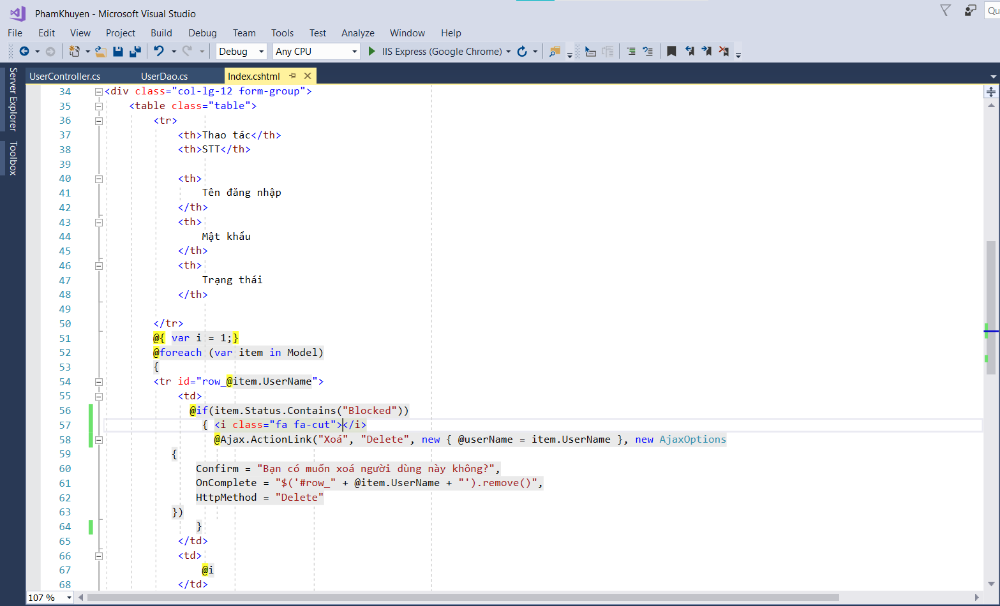 PhamKhuyen - Microsoft Visual Studio
Qu
File Edit View Project Build Debug Team Tools Test Analyze Window Help
Debug Any CPU IIS Express (Google Chrome)
Server Explorer
Toolbox
UserController.cs UserDao.cs Index.cshtml
34 <div class="col-lg-12 form-group">
35 <table class="table">
36 <tr>
37 <th>Thao tác</th>
38 <th>STT</th>
39
40 <th>
41 Tên đăng nhập
42 </th>
43 <th>
44 Mật khẩu
45 </th>
46 <th>
47 Trạng thái
48 </th>
49
50 </tr>
51 @{ var i = 1;}
52 @foreach (var item in Model)
53 {
54 <tr id="row_@item.UserName">
55 <td>
56 @if(item.Status.Contains("Blocked"))
57 { <i class="fa fa-cut"></i>
58 @Ajax.ActionLink("Xoá", "Delete", new { @userName = item.UserName }, new AjaxOptions
59 {
60 Confirm = "Bạn có muốn xoá người dùng này không?",
61 OnComplete = "$('#row_" + @item.UserName + "').remove()",
62 HttpMethod = "Delete"
63 })
64 }
65 </td>
66 <td>
67 @i
68 </td>
107 %